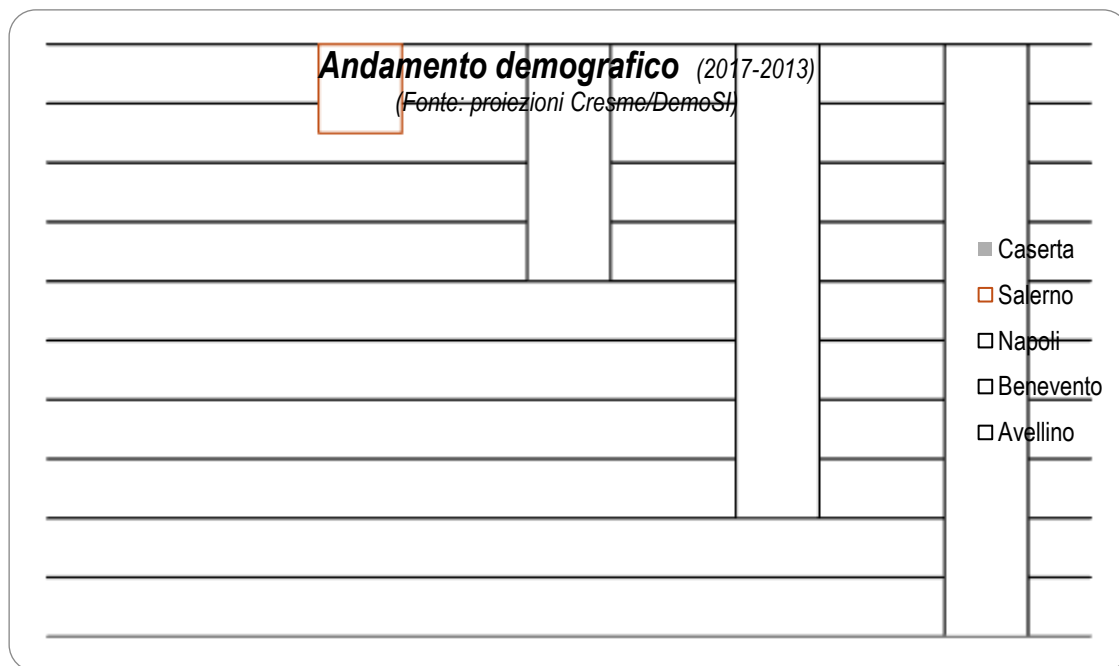 Andamento demografico (2017-2013)
(Fonte: proiezioni Cresme/DemoSI)
Caserta
Salerno
Napoli
Benevento
Avellino